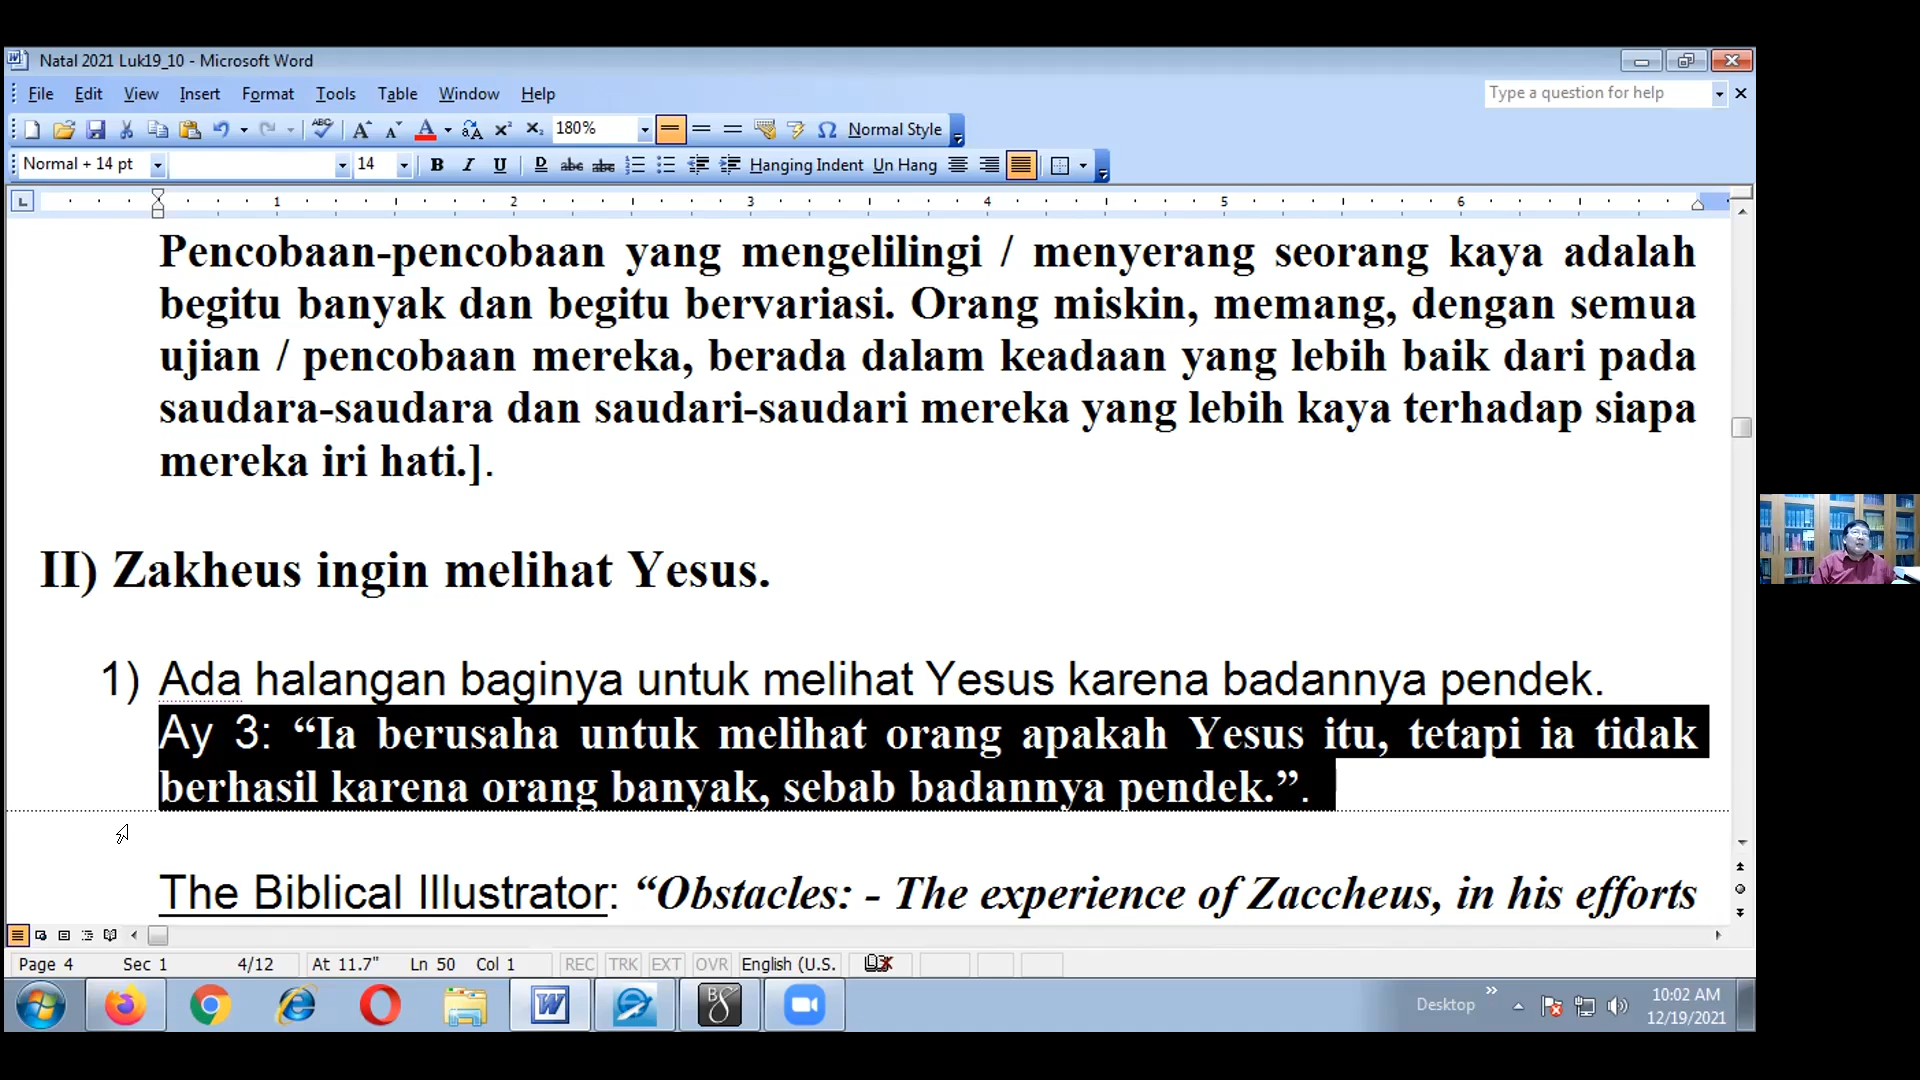 Natal 2021 Luk19_10 - Microsoft Word
File Edit View Insert Format Tools Table Window Help
Type a question for help
180%
Normal Style
Normal + 14 pt
14
B I U
Hanging Indent Un Hang
1 2 3 4 5 6
Pencobaan-pencobaan yang mengelilingi / menyerang seorang kaya adalah
begitu banyak dan begitu bervariasi. Orang miskin, memang, dengan semua
ujian / pencobaan mereka, berada dalam keadaan yang lebih baik dari pada
saudara-saudara dan saudari-saudari mereka yang lebih kaya terhadap siapa
mereka iri hati.].
II) Zakheus ingin melihat Yesus.
1) Ada halangan baginya untuk melihat Yesus karena badannya pendek.
Ay 3: “Ia berusaha untuk melihat orang apakah Yesus itu, tetapi ia tidak
berhasil karena orang banyak, sebab badannya pendek.”.
The Biblical Illustrator: “Obstacles: - The experience of Zaccheus, in his efforts
Page 4 Sec 1 4/12 At 11.7" Ln 50 Col 1 REC TRK EXT OVR English (U.S.
Desktop
10:02 AM
12/19/2021